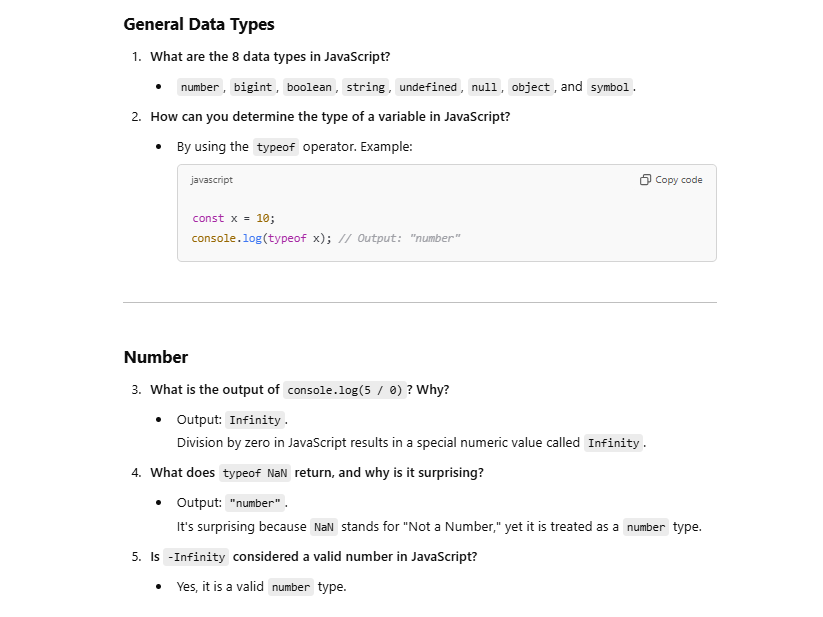 General Data Types
1. What are the 8 data types in JavaScript?
• number, bigint, boolean, string, undefined, null, object, and symbol.
2. How can you determine the type of a variable in JavaScript?
• By using the typeof operator. Example:
javascript Copy code
const x = 10;
console.log(typeof x); // Output: "number"
Number
3. What is the output of console.log(5 / 0)? Why?
• Output: Infinity.
Division by zero in JavaScript results in a special numeric value called Infinity.
4. What does typeof NaN return, and why is it surprising?
• Output: "number".
It's surprising because NaN stands for "Not a Number," yet it is treated as a number type.
5. Is -Infinity considered a valid number in JavaScript?
• Yes, it is a valid number type.